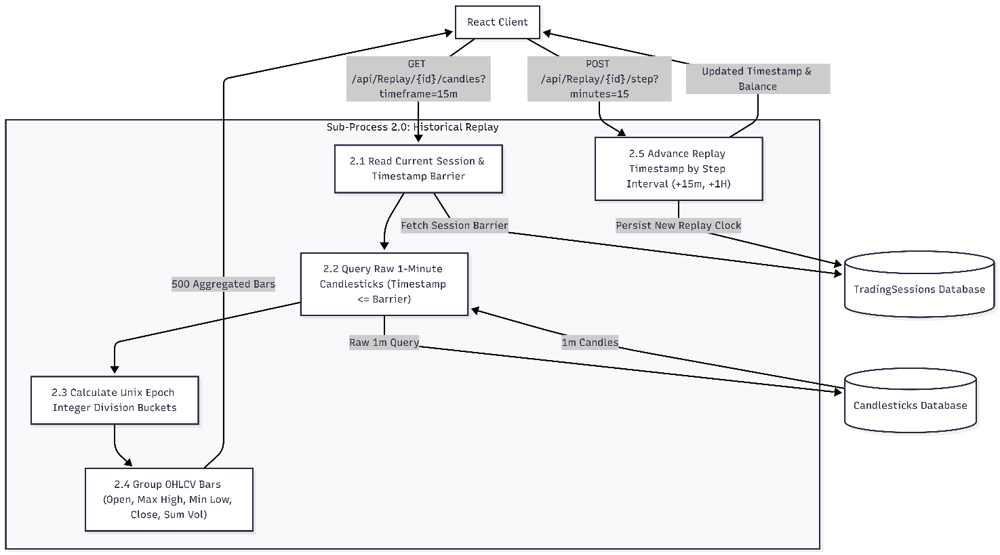 React Client
GET
/api/Replay/{id}/candles?
timeframe=15m
POST
/api/Replay/{id}/step?
minutes=15
Updated Timestamp &
Balance
Sub-Process 2.0: Historical Replay
2.1 Read Current Session &
Timestamp Barrier
2.5 Advance Replay
Timestamp by Step
Interval (+15m, +1H)
Fetch Session Barrier
Persist New Replay Clock
2.2 Query Raw 1-Minute
Candlesticks (Timestamp
<= Barrier)
500 Aggregated Bars
TradingSessions Database
Raw 1m Query
1m Candles
2.3 Calculate Unix Epoch
Integer Division Buckets
Candlesticks Database
2.4 Group OHLCV Bars
(Open, Max High, Min Low,
Close, Sum Vol)